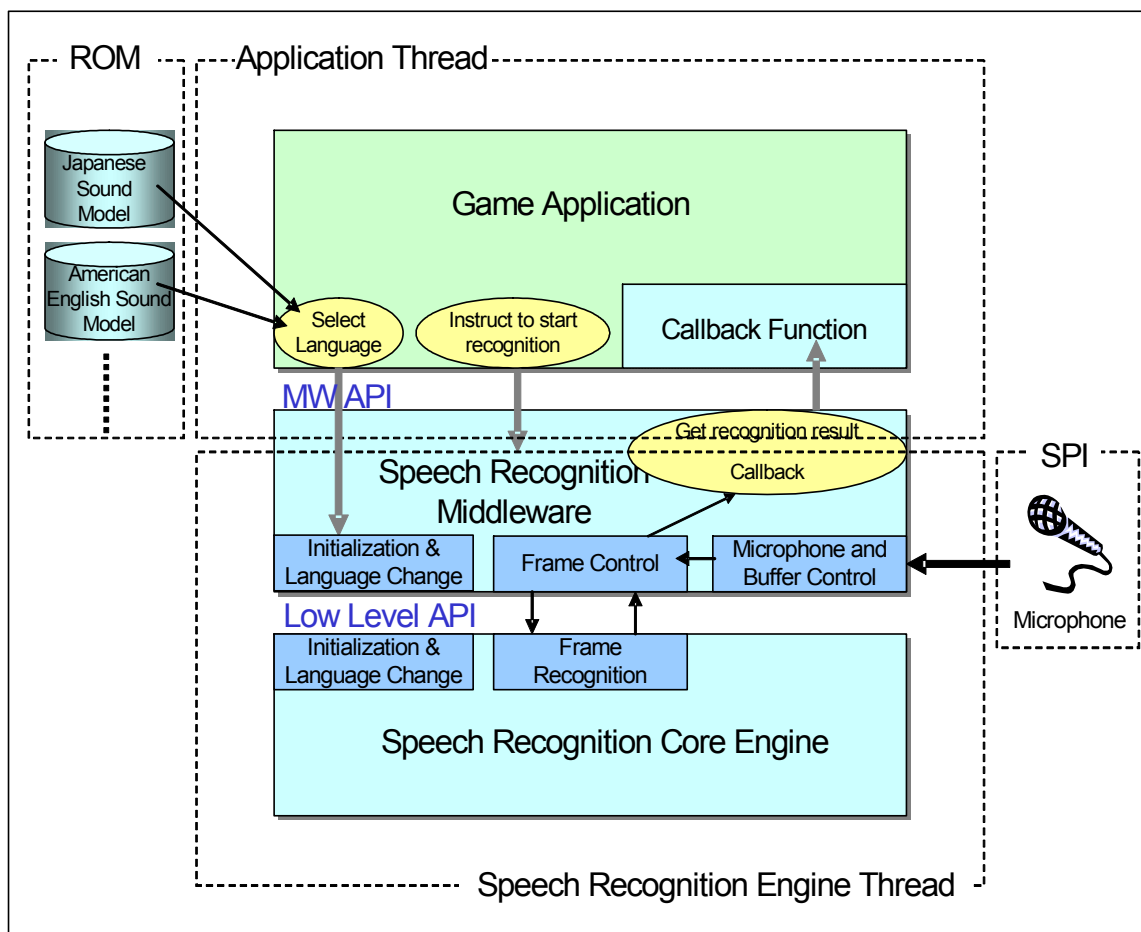 ROM
Application Thread
Japanese
Sound
Model
American
English Sound
Model
Game Application
Select
Language
Instruct to start
recognition
Callback Function
MW API
Get recognition result
Callback
Speech Recognition
Middleware
Initialization &
Language Change
Frame Control
Microphone and
Buffer Control
SPI
Microphone
Low Level API
Initialization &
Language Change
Frame
Recognition
Speech Recognition Core Engine
Speech Recognition Engine Thread